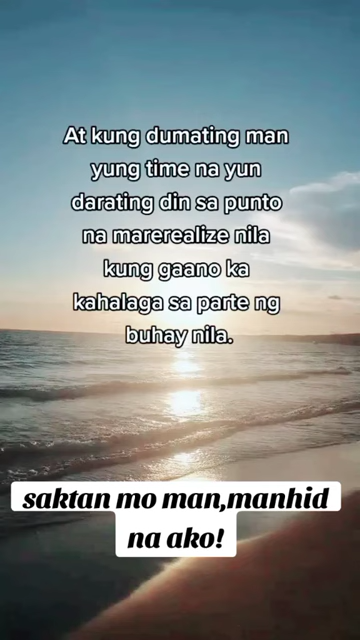 At kung dumating man
yung time na yun
darating din sa punto
na marerealize nila
kung gaano ka
kahalaga sa parte ng
buhay nila.
saktan mo man,manhid
na ako!